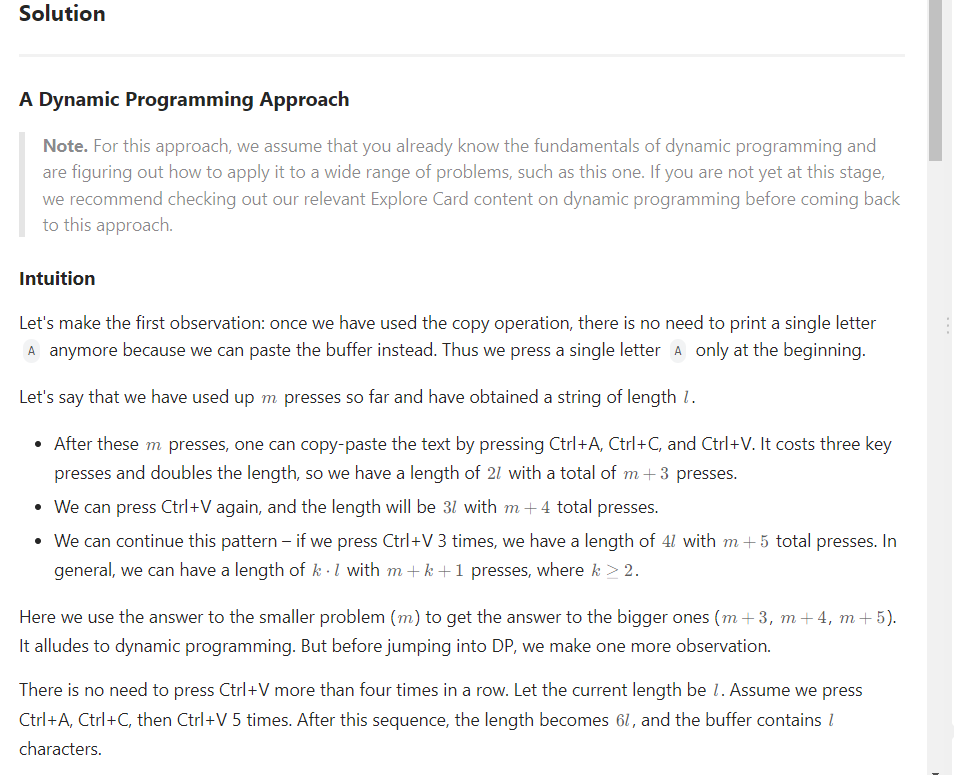 Solution
A Dynamic Programming Approach
Note. For this approach, we assume that you already know the fundamentals of dynamic programming and
are figuring out how to apply it to a wide range of problems, such as this one. If you are not yet at this stage,
we recommend checking out our relevant Explore Card content on dynamic programming before coming back
to this approach.
Intuition
Let's make the first observation: once we have used the copy operation, there is no need to print a single letter
A anymore because we can paste the buffer instead. Thus we press a single letter A only at the beginning.
Let's say that we have used up m presses so far and have obtained a string of length l.
• After these m presses, one can copy-paste the text by pressing Ctrl+A, Ctrl+C, and Ctrl+V. It costs three key
presses and doubles the length, so we have a length of 2l with a total of m + 3 presses.
• We can press Ctrl+V again, and the length will be 3l with m + 4 total presses.
• We can continue this pattern – if we press Ctrl+V 3 times, we have a length of 4l with m + 5 total presses. In
general, we can have a length of k · l with m + k + 1 presses, where k ≥ 2.
Here we use the answer to the smaller problem (m) to get the answer to the bigger ones (m + 3, m + 4, m + 5).
It alludes to dynamic programming. But before jumping into DP, we make one more observation.
There is no need to press Ctrl+V more than four times in a row. Let the current length be l. Assume we press
Ctrl+A, Ctrl+C, then Ctrl+V 5 times. After this sequence, the length becomes 6l, and the buffer contains l
characters.